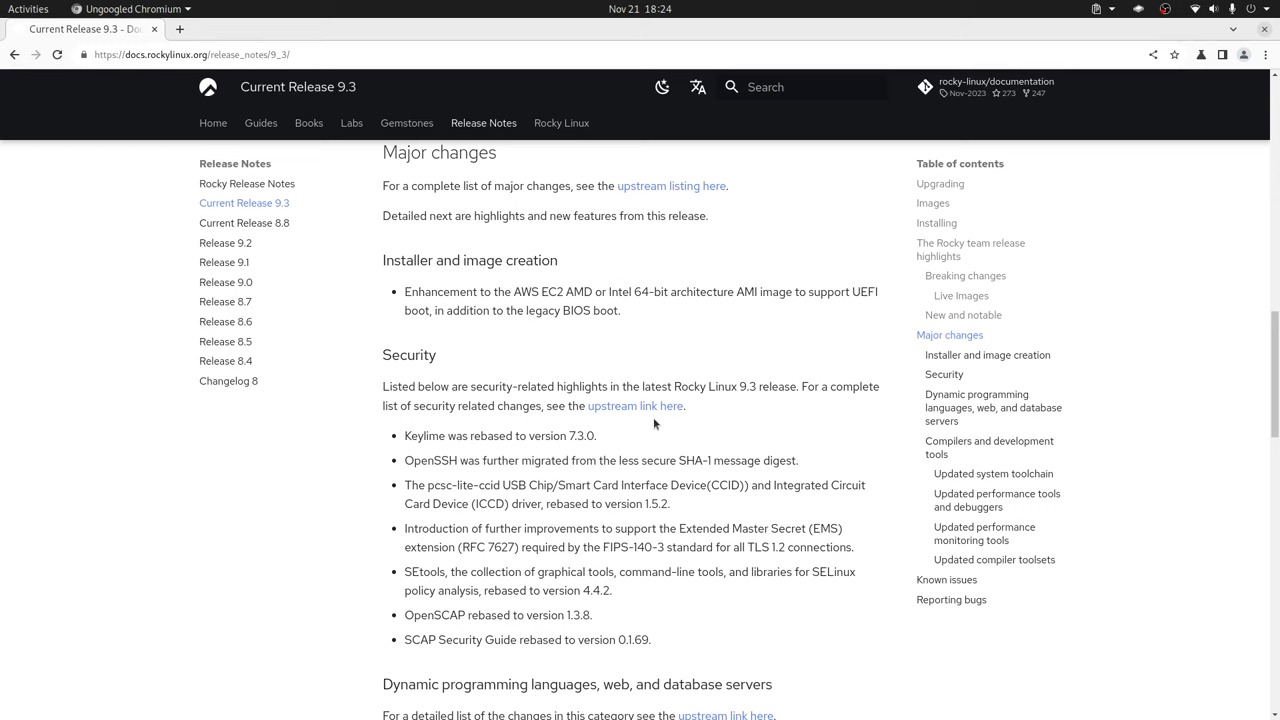 Activities
Ungoogled Chromium
Nov 21 18:24
Current Release 9.3 - Doc
https://docs.rockylinux.org/release_notes/9_3/
Current Release 9.3
Search
rocky-linux/documentation
Nov-2023 273 247
Home
Guides
Books
Labs
Gemstones
Release Notes
Rocky Linux
Release Notes
Rocky Release Notes
Current Release 9.3
Current Release 8.8
Release 9.2
Release 9.1
Release 9.0
Release 8.7
Release 8.6
Release 8.5
Release 8.4
Changelog 8
Major changes
For a complete list of major changes, see the upstream listing here.
Detailed next are highlights and new features from this release.
Installer and image creation
Enhancement to the AWS EC2 AMD or Intel 64-bit architecture AMI image to support UEFI
boot, in addition to the legacy BIOS boot.
Security
Listed below are security-related highlights in the latest Rocky Linux 9.3 release. For a complete
list of security related changes, see the upstream link here.
Keylime was rebased to version 7.3.0.
OpenSSH was further migrated from the less secure SHA-1 message digest.
The pcsc-lite-ccid USB Chip/Smart Card Interface Device(CCID)) and Integrated Circuit
Card Device (ICCD) driver, rebased to version 1.5.2.
Introduction of further improvements to support the Extended Master Secret (EMS)
extension (RFC 7627) required by the FIPS-140-3 standard for all TLS 1.2 connections.
SEtools, the collection of graphical tools, command-line tools, and libraries for SELinux
policy analysis, rebased to version 4.4.2.
OpenSCAP rebased to version 1.3.8.
SCAP Security Guide rebased to version 0.1.69.
Dynamic programming languages, web, and database servers
For a detailed list of the changes in this category see the upstream link here.
Table of contents
Upgrading
Images
Installing
The Rocky team release
highlights
Breaking changes
Live Images
New and notable
Major changes
Installer and image creation
Security
Dynamic programming
languages, web, and database
servers
Compilers and development
tools
Updated system toolchain
Updated performance tools
and debuggers
Updated performance
monitoring tools
Updated compiler toolsets
Known issues
Reporting bugs